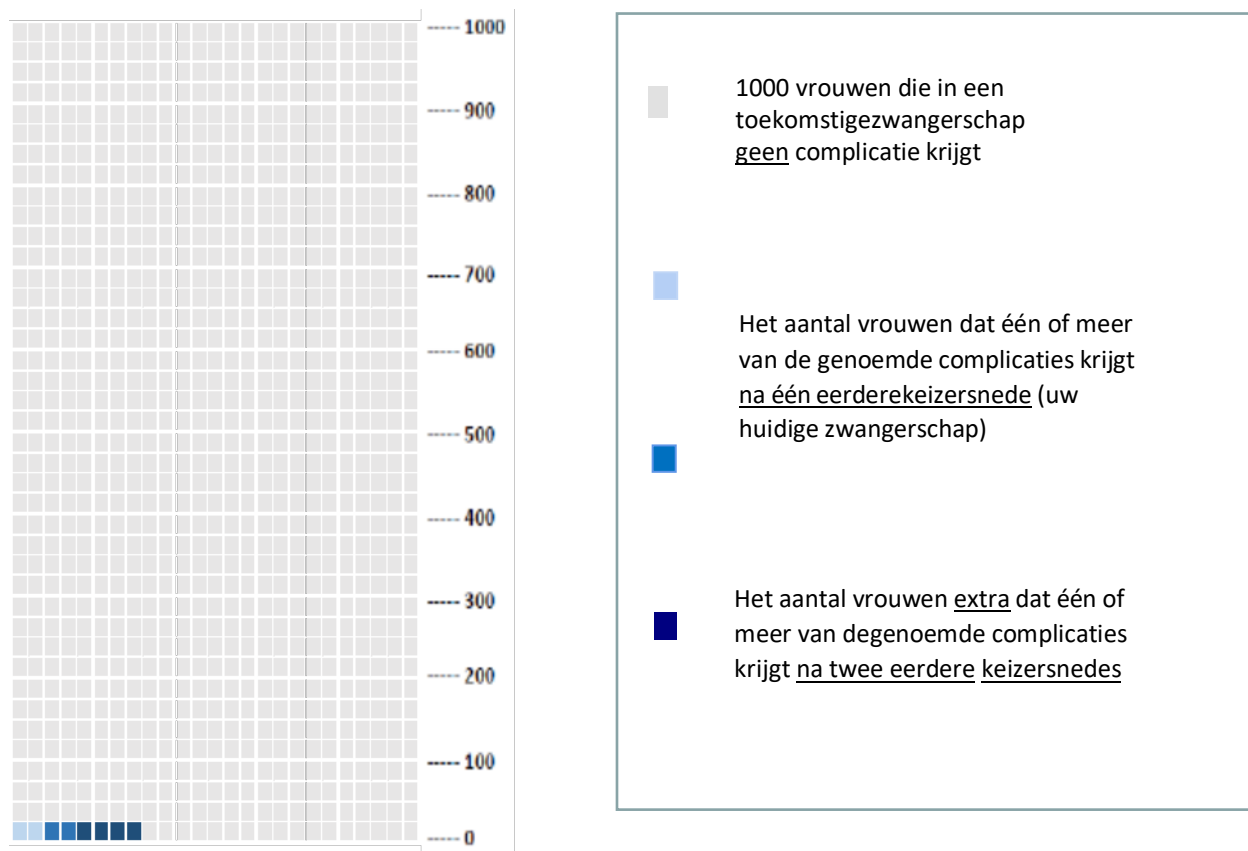 ----- 1000
----- 900
----- 800
----- 700
----- 600
----- 500
----- 400
----- 300
----- 200
----- 100
----- 0
1000 vrouwen die in een
toekomstigezwangerschap
geen complicatie krijgt
Het aantal vrouwen dat één of meer
van de genoemde complicaties krijgt
na één eerderekeizersnede (uw
huidige zwangerschap)
Het aantal vrouwen extra dat één of
meer van degenoemde complicaties
krijgt na twee eerdere keizersnedes